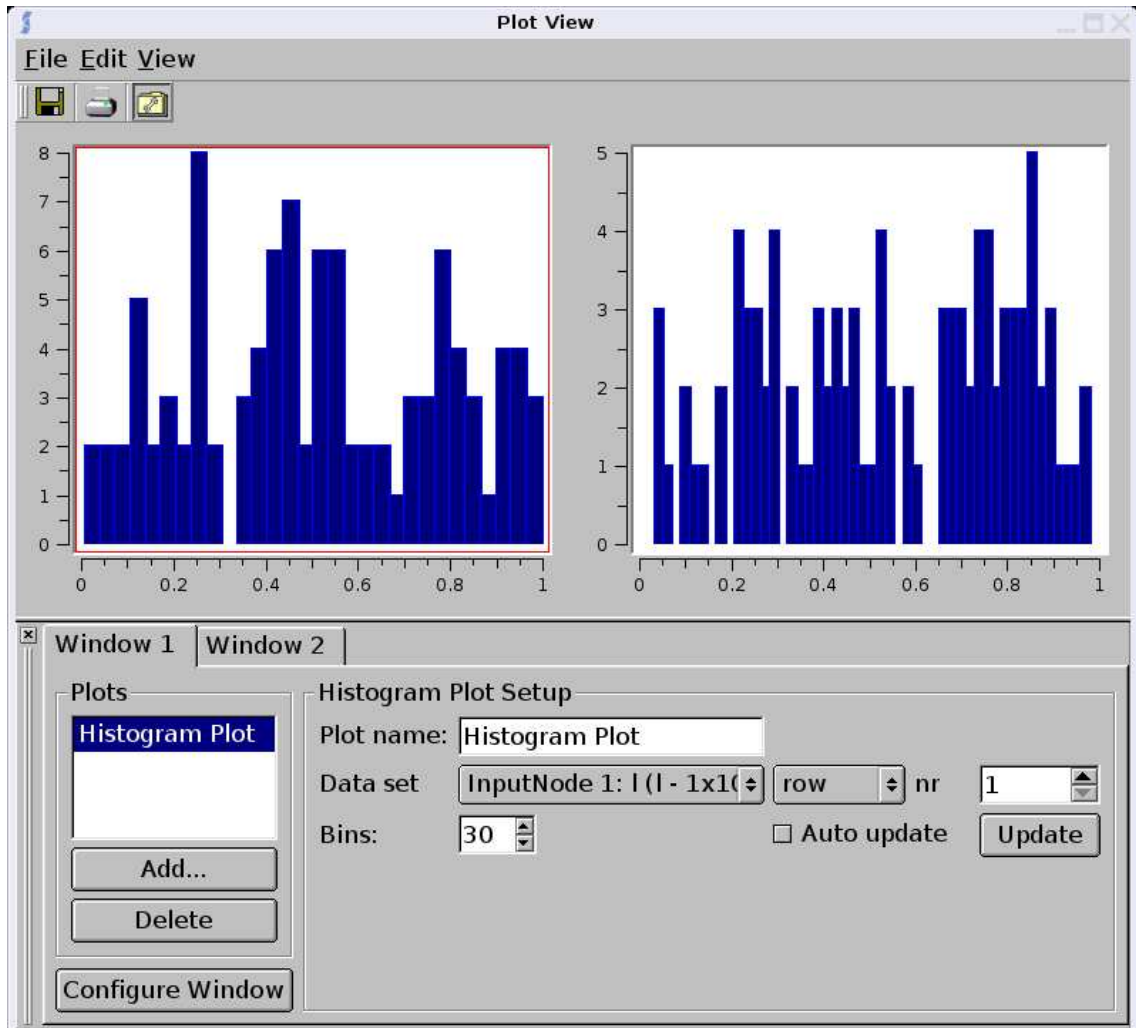 Plot View
File Edit View
8
7
6
5
4
3
2
1
0
0 0.2 0.4 0.6 0.8 1
5
4
3
2
1
0
0 0.2 0.4 0.6 0.8 1
Window 1 Window 2
Plots
Histogram Plot
Add...
Delete
Configure Window
Histogram Plot Setup
Plot name: Histogram Plot
Data set InputNode 1: I (I - 1x1( row nr 1
Bins: 30 Auto update Update